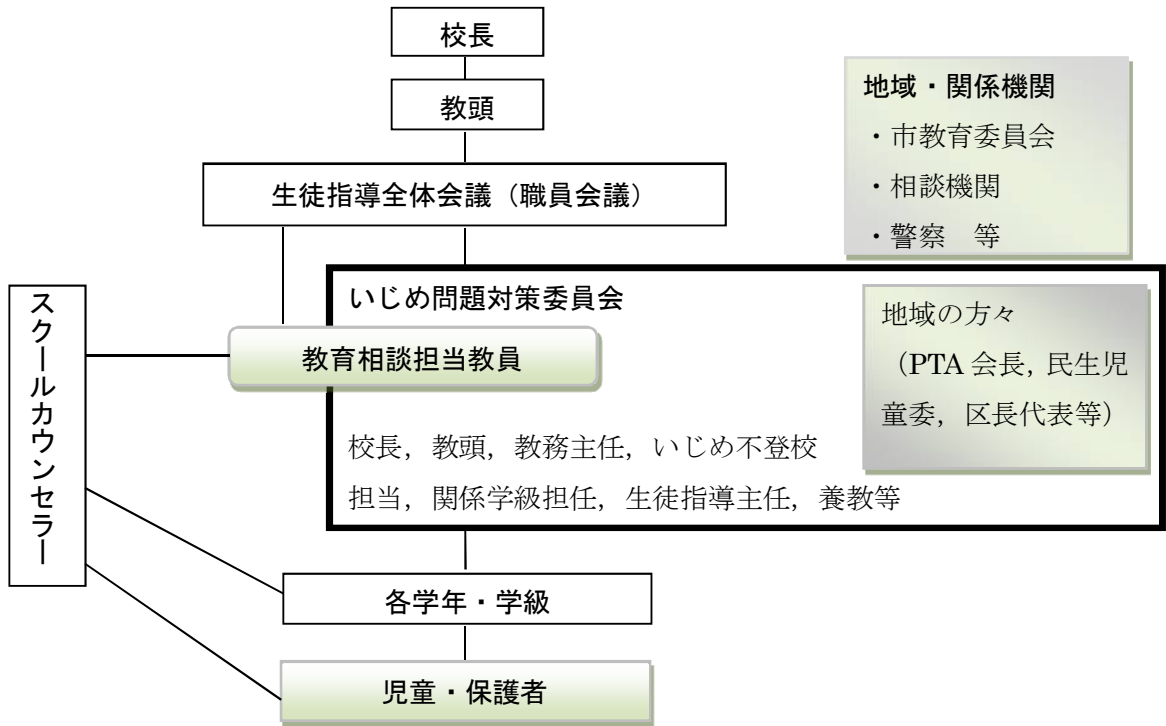 校長
教頭
生徒指導全体会議（職員会議）
地域・関係機関
・市教育委員会
・相談機関
・警察　等
スクールカウンセラー
いじめ問題対策委員会
教育相談担当教員
地域の方々
（PTA 会長，民生児
童委，区長代表等）
校長，教頭，教務主任，いじめ不登校
担当，関係学級担任，生徒指導主任，養教等
各学年・学級
児童・保護者